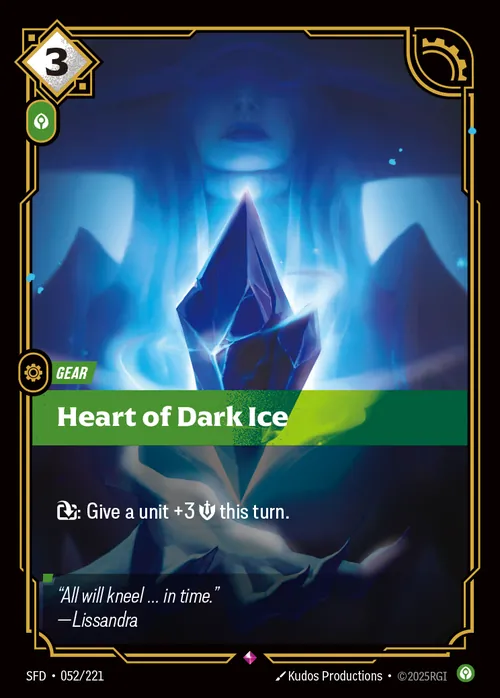 3
GEAR
Heart of Dark Ice
: Give a unit +3 this turn.
“All will kneel ... in time.”
—Lissandra
SFD • 052/221
Kudos Productions • ©2025RGI